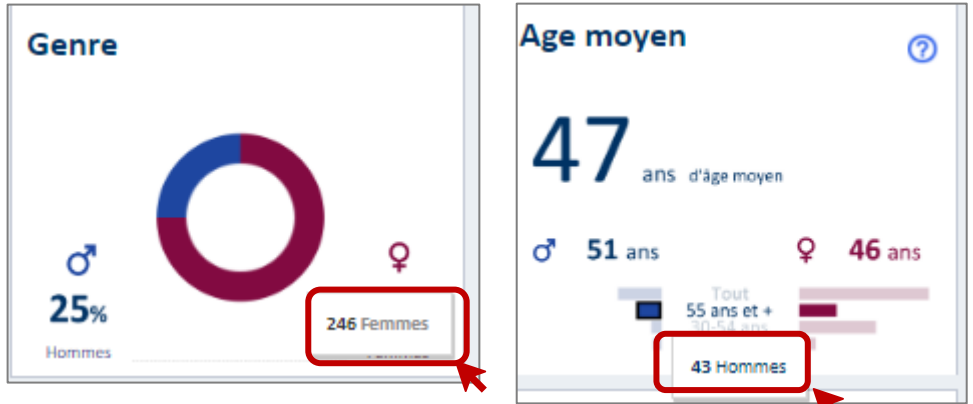 Genre
25%
Hommes
246 Femmes
Age moyen
47 ans d'âge moyen
51 ans
46 ans
Tout
55 ans et +
30-54 ans
43 Hommes